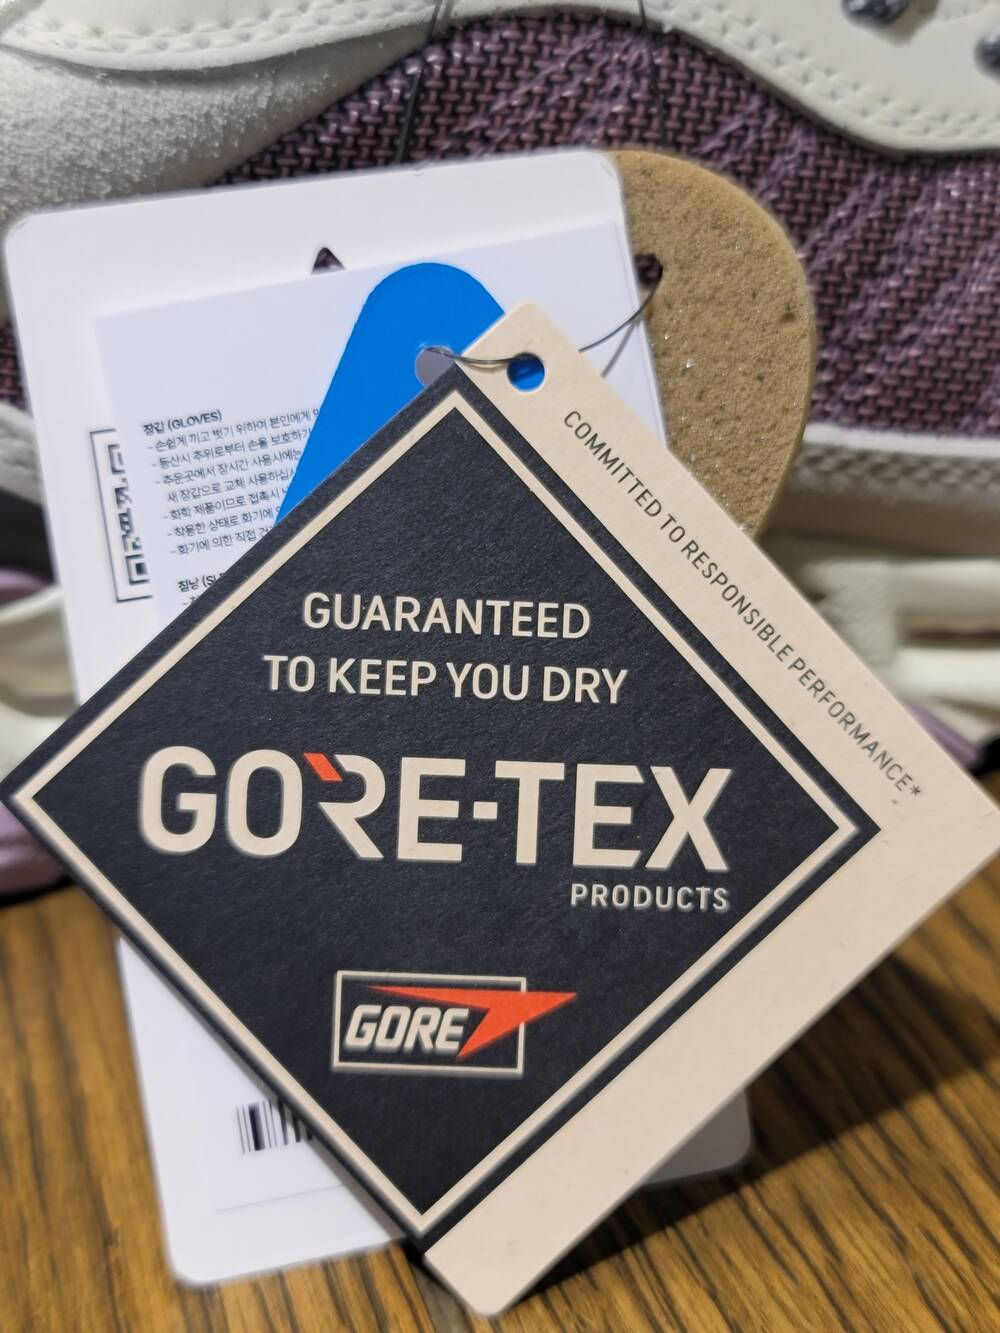 장갑 (GLOVES)
- 손쉽게 끼고 벗기 위하여 본인에게
- 등산시 추위로부터 손을 보호하기
- 추운곳에서 장시간 사용시에는
새 장갑으로 교체 사용하십시
- 화학 제품이므로 접촉시
- 착용한 상태로 화기에
- 화기에 의한 직접
침낭
COMMITTED TO RESPONSIBLE PERFORMANCE*
GUARANTEED
TO KEEP YOU DRY
GORE-TEX
PRODUCTS
GORE